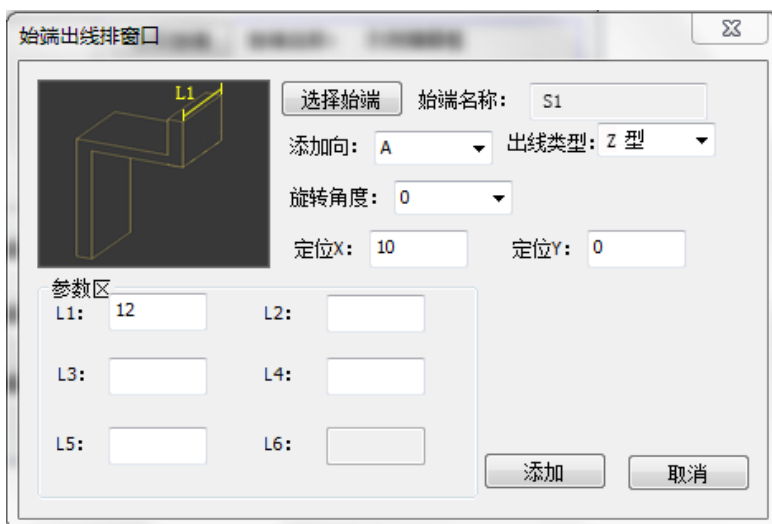 始端出线排窗口
L1
选择始端 始端名称: S1
添加向: A 出线类型: Z 型
旋转角度: 0
定位X: 10 定位Y: 0
参数区
L1: 12 L2:
L3: L4:
L5: L6:
添加 取消